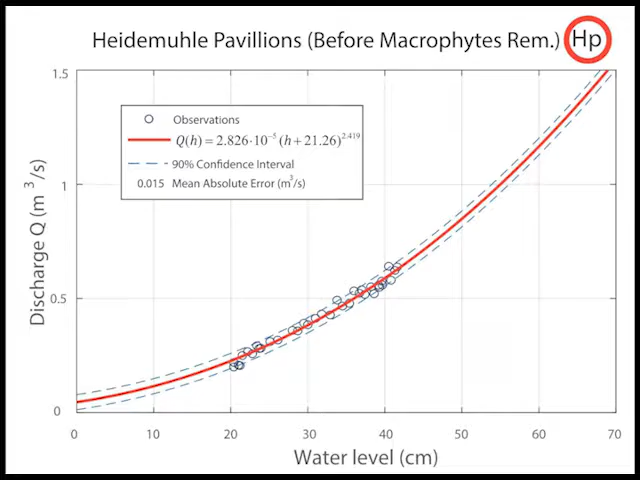 Heidemuhle Pavillions (Before Macrophytes Rem.) Hp
1.5
1
0.5
0
Discharge Q (m³/s)
Observations
Q(h) = 2.826·10⁻⁵ (h+21.26)²·⁴¹⁹
90% Confidence Interval
0.015 Mean Absolute Error (m³/s)
0 10 20 30 40 50 60 70
Water level (cm)